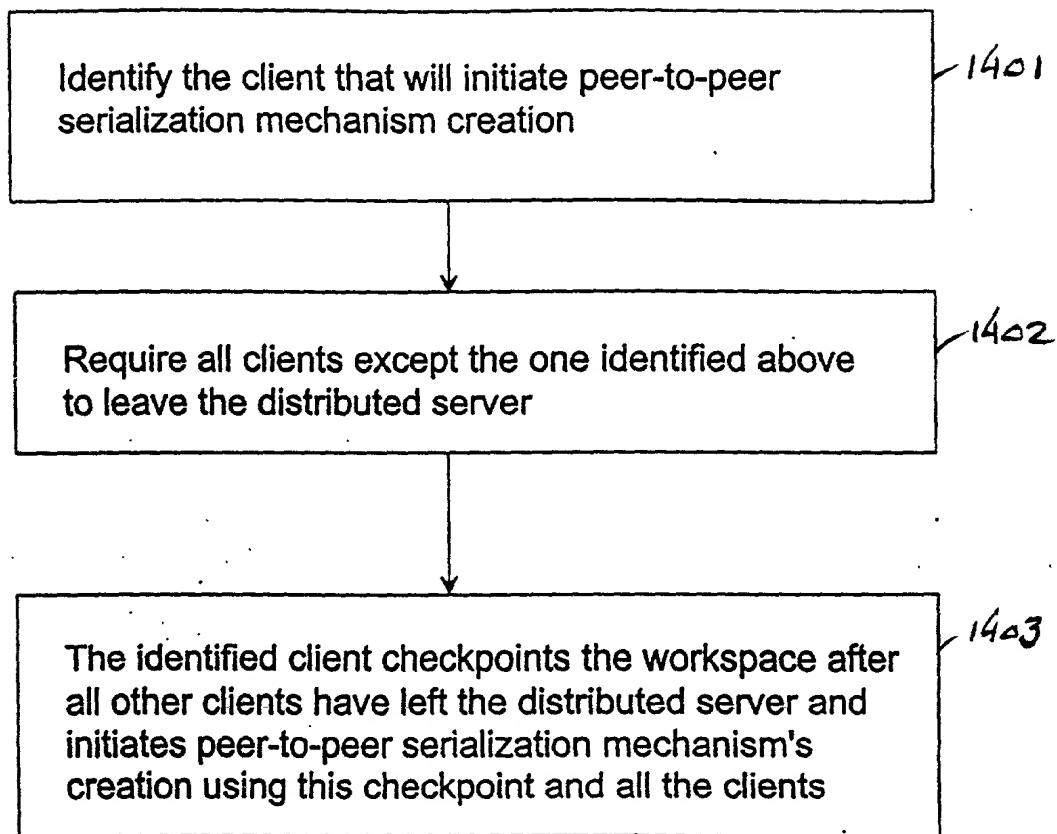 Identify the client that will initiate peer-to-peer
serialization mechanism creation
1401
Require all clients except the one identified above
to leave the distributed server
1402
The identified client checkpoints the workspace after
all other clients have left the distributed server and
initiates peer-to-peer serialization mechanism's
creation using this checkpoint and all the clients
1403